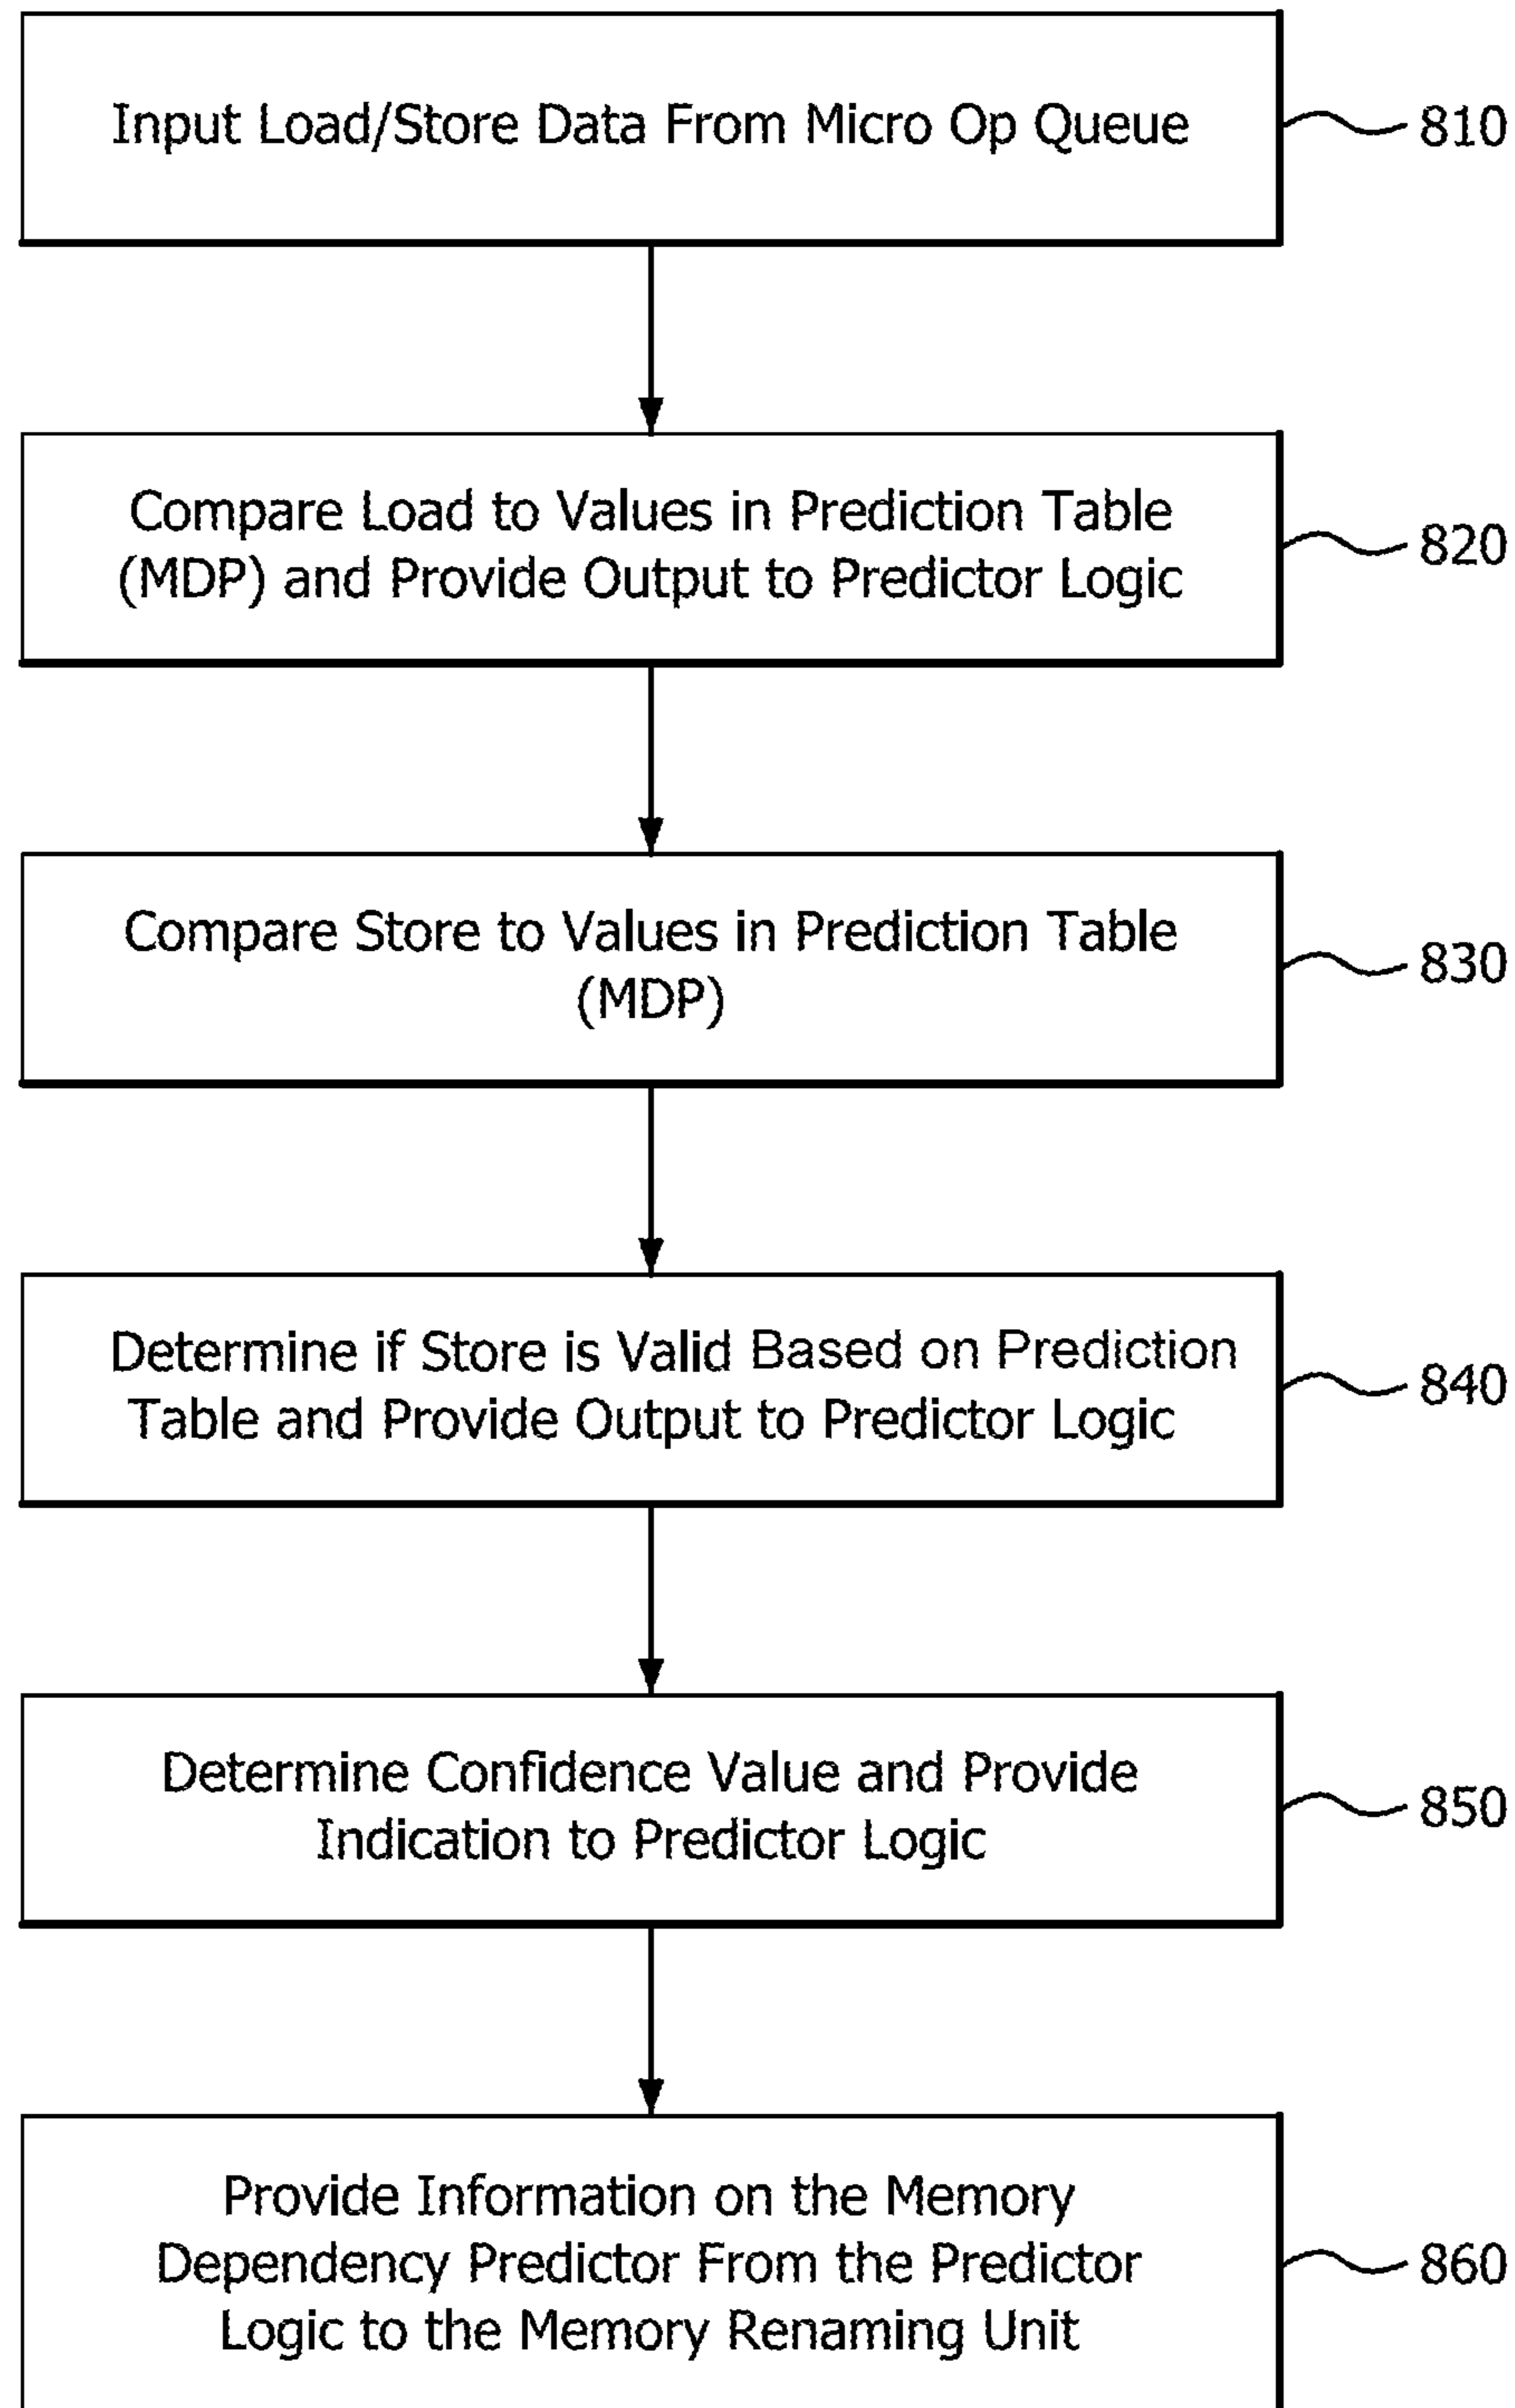 Input Load/Store Data From Micro Op Queue
810
Compare Load to Values in Prediction Table
(MDP) and Provide Output to Predictor Logic
820
Compare Store to Values in Prediction Table
(MDP)
830
Determine if Store is Valid Based on Prediction
Table and Provide Output to Predictor Logic
840
Determine Confidence Value and Provide
Indication to Predictor Logic
850
Provide Information on the Memory
Dependency Predictor From the Predictor
Logic to the Memory Renaming Unit
860